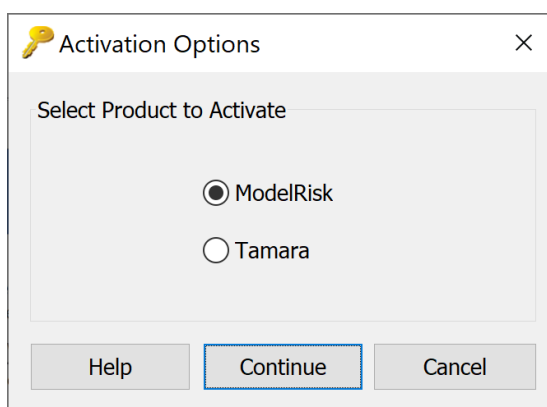 Activation Options
Select Product to Activate
ModelRisk
Tamara
Help Continue Cancel